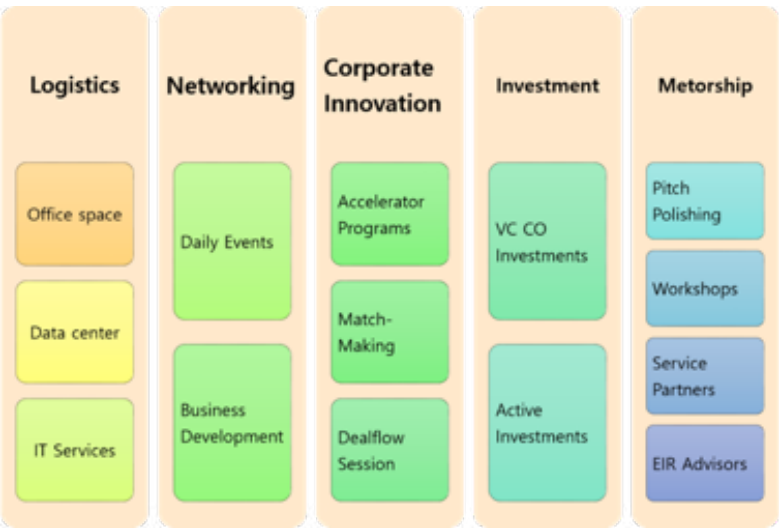 Logistics
Office space
Data center
IT Services
Networking
Daily Events
Business
Development
Corporate
Innovation
Accelerator
Programs
Match-
Making
Dealflow
Session
Investment
VC CO
Investments
Active
Investments
Metorship
Pitch
Polishing
Workshops
Service
Partners
EIR Advisors